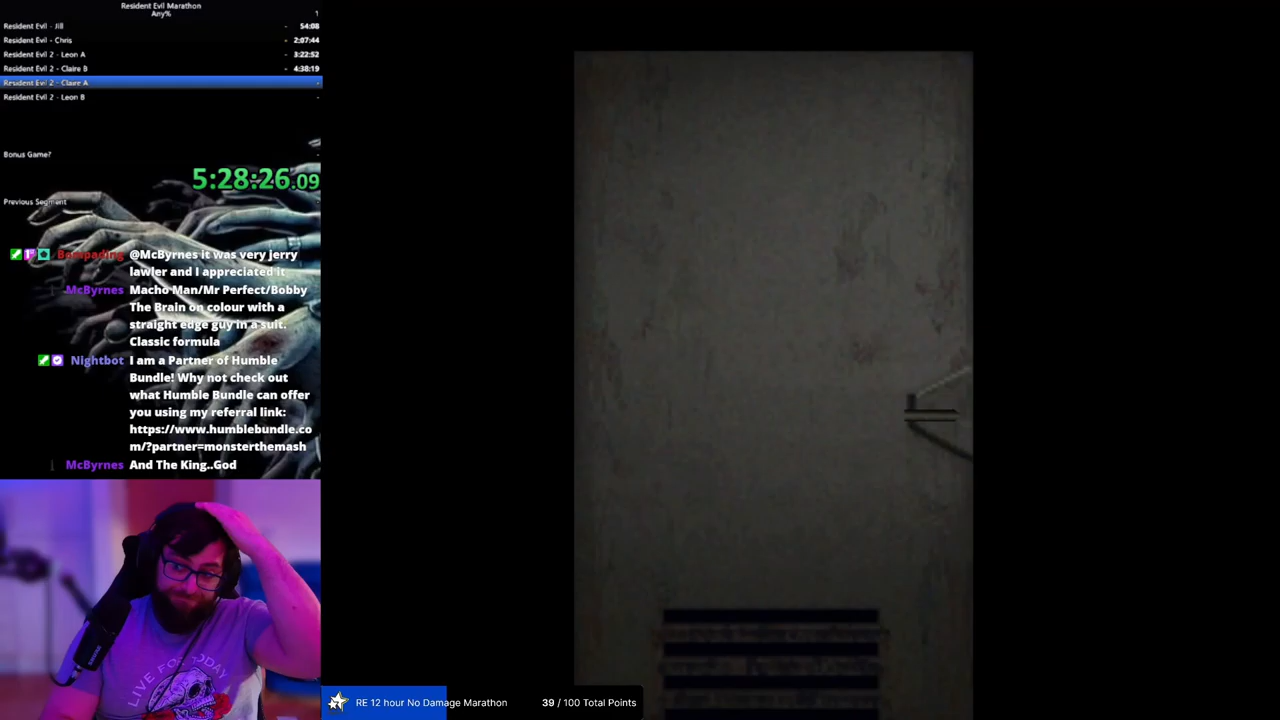 Resident Evil Marathon
Any%
1
Resident Evil - Jill - 54:08
Resident Evil - Chris - 2:07:44
Resident Evil 2 - Leon A - 3:22:52
Resident Evil 2 - Claire B - 4:38:19
Resident Evil 2 - Claire A -
Resident Evil 2 - Leon B -
Bonus Game? -
5:28:26.09
Previous Segment -
@McByrnes it was very jerry
lawler and I appreciated it
McByrnes Macho Man/Mr Perfect/Bobby
The Brain on colour with a
straight edge guy in a suit.
Classic formula
Nightbot I am a Partner of Humble
Bundle! Why not check out
what Humble Bundle can offer
you using my referral link:
https://www.humblebundle.co
m/?partner=monsterthemash
McByrnes And The King..God
LIVE FOR TODAY
RE 12 hour No Damage Marathon 39 / 100 Total Points